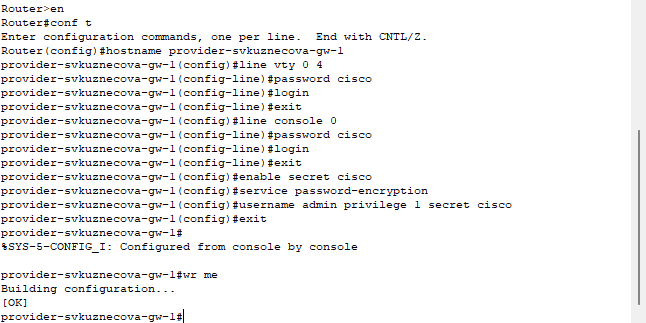 Router>en
Router#conf t
Enter configuration commands, one per line.  End with CNTL/Z.
Router(config)#hostname provider-svkuznecova-gw-1
provider-svkuznecova-gw-1(config)#line vty 0 4
provider-svkuznecova-gw-1(config-line)#password cisco
provider-svkuznecova-gw-1(config-line)#login
provider-svkuznecova-gw-1(config-line)#exit
provider-svkuznecova-gw-1(config)#line console 0
provider-svkuznecova-gw-1(config-line)#password cisco
provider-svkuznecova-gw-1(config-line)#login
provider-svkuznecova-gw-1(config-line)#exit
provider-svkuznecova-gw-1(config)#enable secret cisco
provider-svkuznecova-gw-1(config)#service password-encryption
provider-svkuznecova-gw-1(config)#username admin privilege 1 secret cisco
provider-svkuznecova-gw-1(config)#exit
provider-svkuznecova-gw-1#
%SYS-5-CONFIG_I: Configured from console by console
provider-svkuznecova-gw-1#wr me
Building configuration...
[OK]
provider-svkuznecova-gw-1#